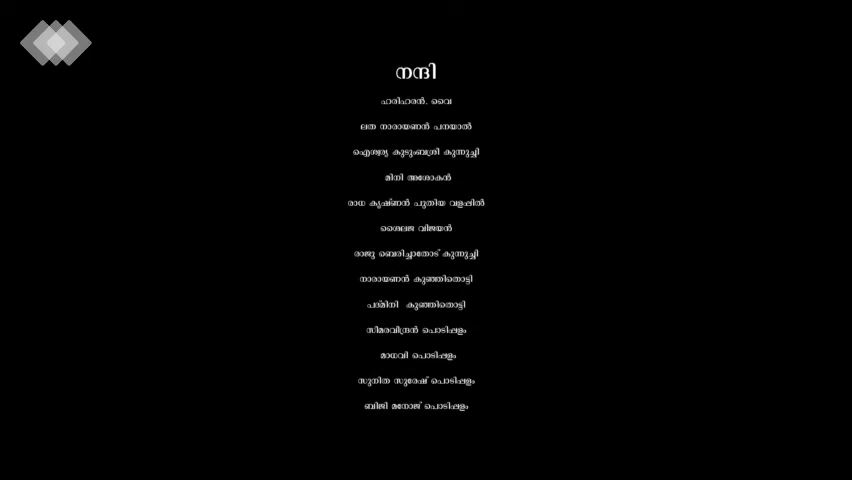 നന്ദി
ഹരിഹരൻ. വൈ
ലത നാരായണൻ പനയാൽ
ഐശ്വര്യ കുടുംബശ്രീ കുന്നുച്ചി
മിനി അശോകൻ
രാധ കൃഷ്ണൻ പുതിയ വളപ്പിൽ
ശൈലജ വിജയൻ
രാജു ബെരിച്ചാതോട് കുന്നുച്ചി
നാരായണൻ കുഞ്ഞിതൊട്ടി
പദ്മിനി കുഞ്ഞിതൊട്ടി
സിമരവിന്ദ്രൻ പൊടിപ്പളം
മാധവി പൊടിപ്പളം
സുനിത സുരേഷ് പൊടിപ്പളം
ബിജി മനോജ് പൊടിപ്പളം